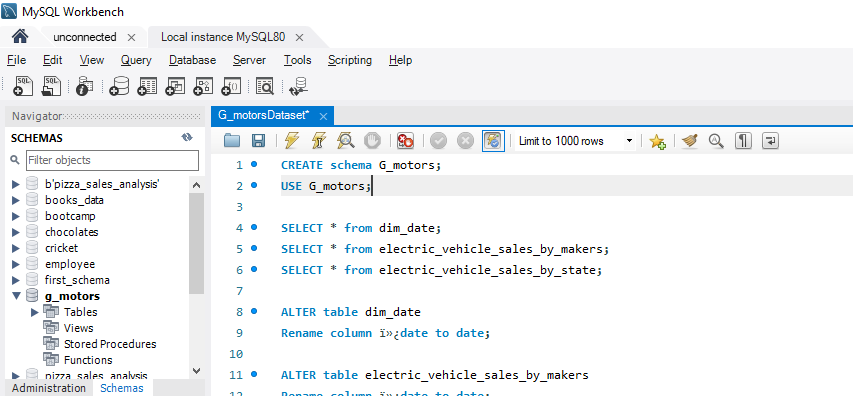 MySQL Workbench
unconnected
Local instance MySQL80
File Edit View Query Database Server Tools Scripting Help
Navigator
SCHEMAS
Filter objects
b'pizza_sales_analysis'
books_data
bootcamp
chocolates
cricket
employee
first_schema
g_motors
Tables
Views
Stored Procedures
Functions
pizza_sales_analysis
Administration Schemas
G_motorsDataset*
Limit to 1000 rows
1 CREATE schema G_motors;
2 USE G_motors;
3
4 SELECT * from dim_date;
5 SELECT * from electric_vehicle_sales_by_makers;
6 SELECT * from electric_vehicle_sales_by_state;
7
8 ALTER table dim_date
9 Rename column ï»¿date to date;
10
11 ALTER table electric_vehicle_sales_by_makers
12 Rename column ï»¿date to date;